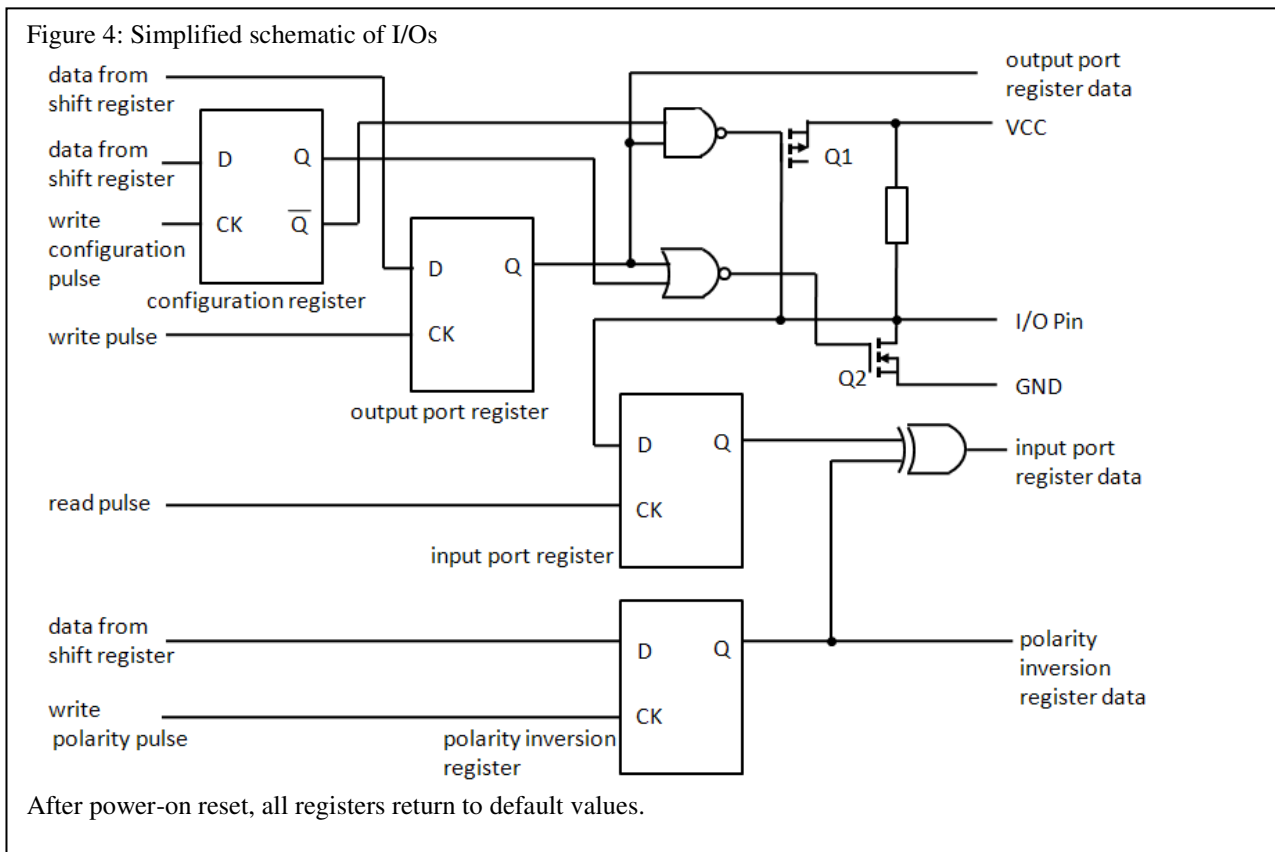 Figure 4: Simplified schematic of I/Os
data from
shift register
output port
register data
VCC
Q1
data from
shift register
D
Q
write
configuration
pulse
CK
Q̅
configuration register
D
Q
write pulse
CK
output port register
I/O Pin
Q2
GND
D
Q
input port
register data
read pulse
CK
input port register
data from
shift register
D
Q
polarity
inversion
register data
write
polarity pulse
CK
polarity inversion
register
After power-on reset, all registers return to default values.